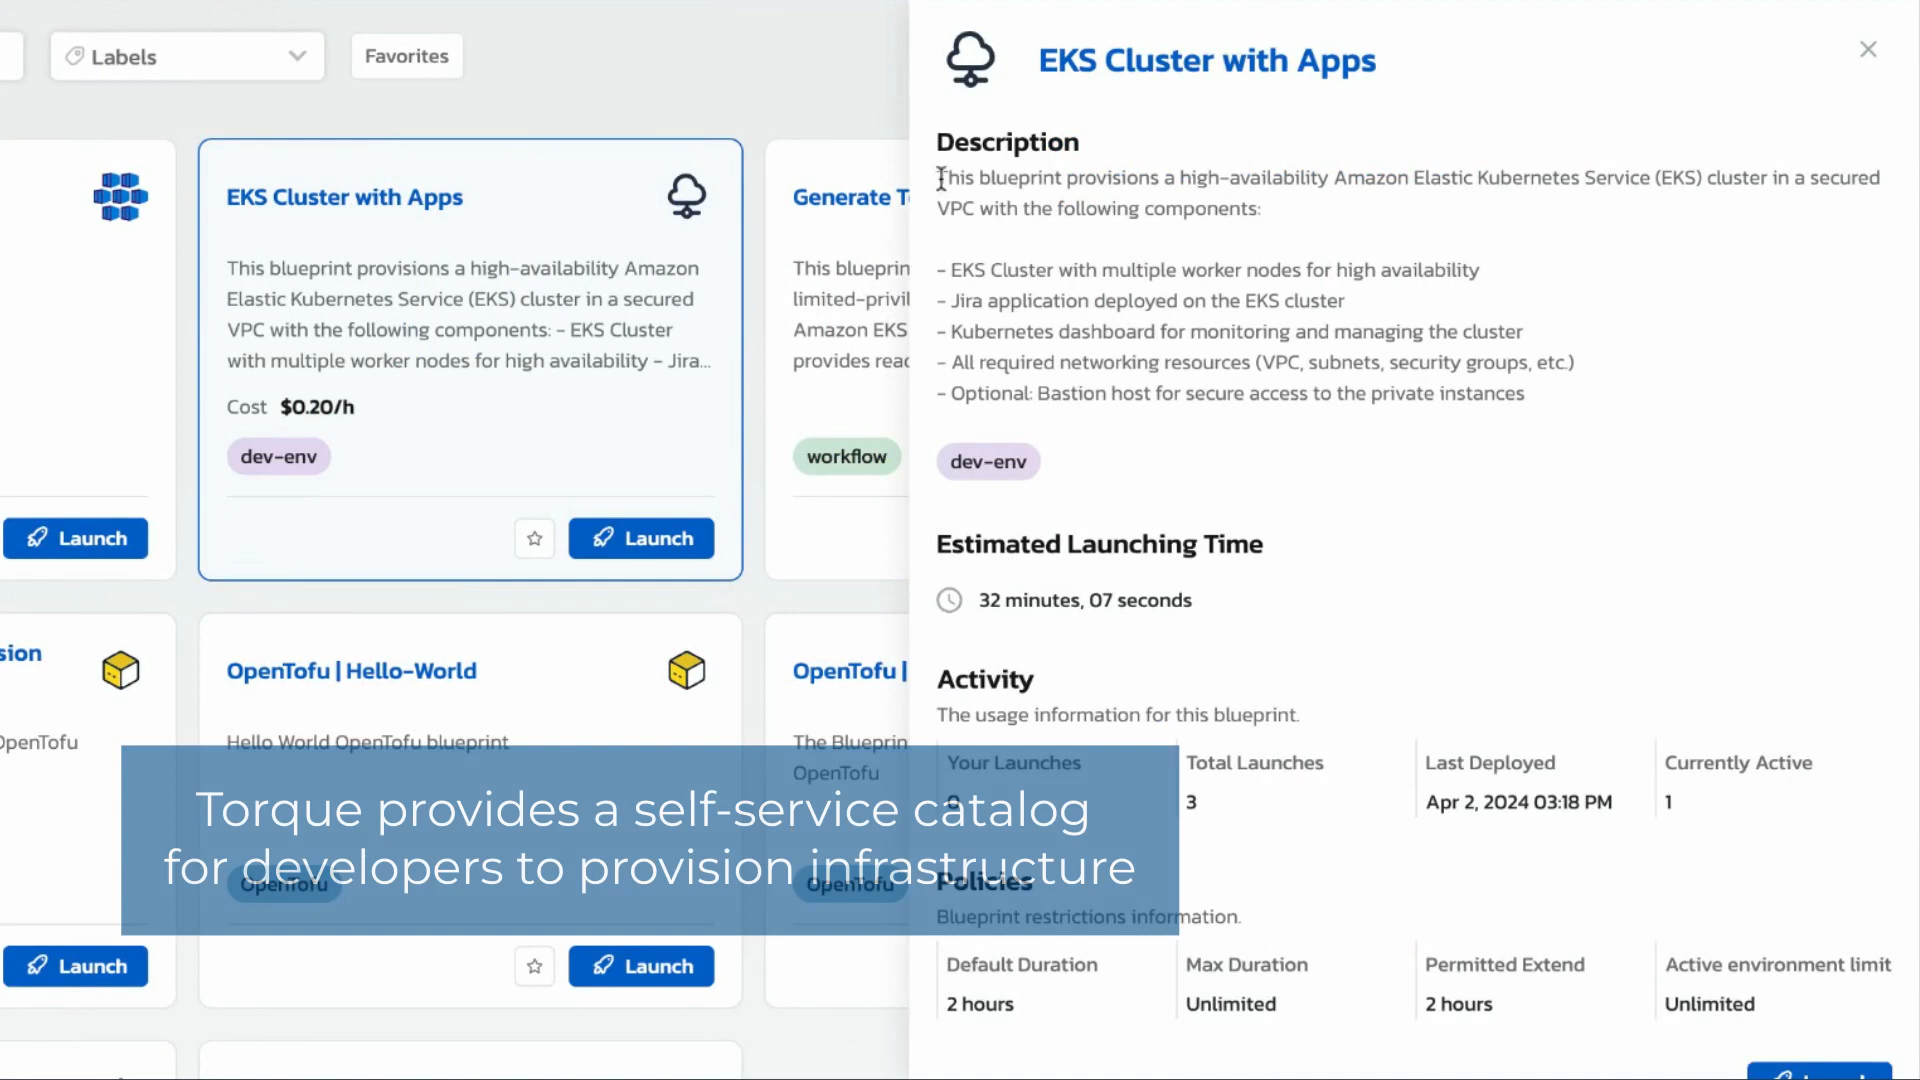 Labels
Favorites
EKS Cluster with Apps
This blueprint provisions a high-availability Amazon
Elastic Kubernetes Service (EKS) cluster in a secured
VPC with the following components: - EKS Cluster
with multiple worker nodes for high availability - Jira...
Cost $0.20/h
dev-env
Launch
Launch
Generate
This
limited-
Amazon EKS
provides
workflow
OpenTofu
Launch
OpenTofu | Hello-World
Hello World OpenTofu blueprint
OpenTofu
Launch
OpenTofu |
The
OpenTofu
OpenTofu
EKS Cluster with Apps
Description
This blueprint provisions a high-availability Amazon Elastic Kubernetes Service (EKS) cluster in a secured
VPC with the following components:
- EKS Cluster with multiple worker nodes for high availability
- Jira application deployed on the EKS cluster
- Kubernetes dashboard for monitoring and managing the cluster
- All required networking resources (VPC, subnets, security groups, etc.)
- Optional: Bastion host for secure access to the private instances
dev-env
Estimated Launching Time
32 minutes, 07 seconds
Activity
The usage information for this blueprint.
Your Launches
0
Total Launches
3
Last Deployed
Apr 2, 2024 03:18 PM
Currently Active
1
Policies
Blueprint restrictions information.
Default Duration
2 hours
Max Duration
Unlimited
Permitted Extend
2 hours
Active environment limit
Unlimited
Torque provides a self-service catalog
for developers to provision infrastructure